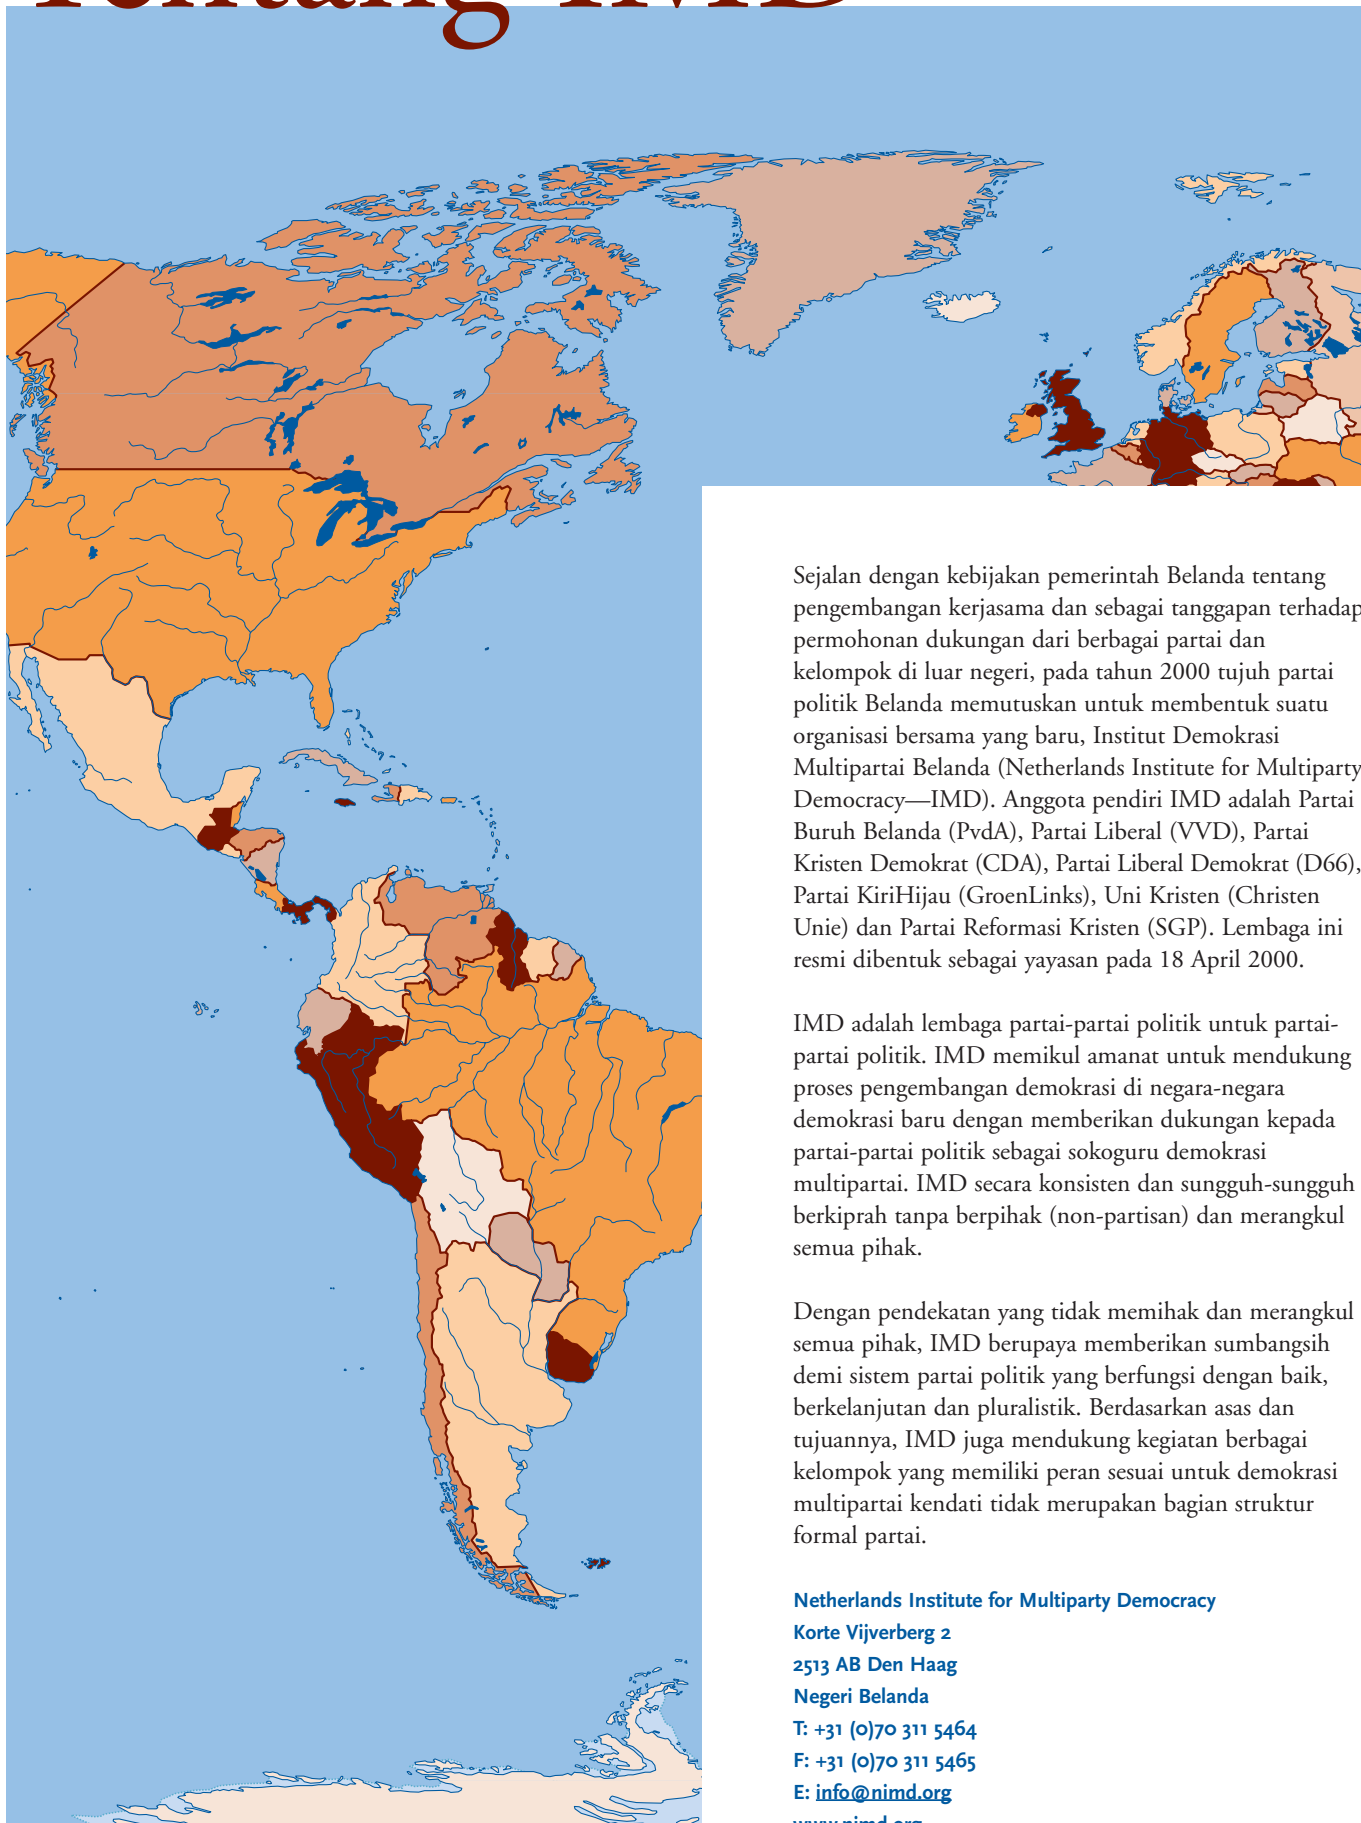 Tentang IMD
Sejalan dengan kebijakan pemerintah Belanda tentang
pengembangan kerjasama dan sebagai tanggapan terhadap
permohonan dukungan dari berbagai partai dan
kelompok di luar negeri, pada tahun 2000 tujuh partai
politik Belanda memutuskan untuk membentuk suatu
organisasi bersama yang baru, Institut Demokrasi
Multipartai Belanda (Netherlands Institute for Multiparty
Democracy—IMD). Anggota pendiri IMD adalah Partai
Buruh Belanda (PvdA), Partai Liberal (VVD), Partai
Kristen Demokrat (CDA), Partai Liberal Demokrat (D66),
Partai KiriHijau (GroenLinks), Uni Kristen (Christen
Unie) dan Partai Reformasi Kristen (SGP). Lembaga ini
resmi dibentuk sebagai yayasan pada 18 April 2000.
IMD adalah lembaga partai-partai politik untuk partai-
partai politik. IMD memikul amanat untuk mendukung
proses pengembangan demokrasi di negara-negara
demokrasi baru dengan memberikan dukungan kepada
partai-partai politik sebagai sokoguru demokrasi
multipartai. IMD secara konsisten dan sungguh-sungguh
berkiprah tanpa berpihak (non-partisan) dan merangkul
semua pihak.
Dengan pendekatan yang tidak memihak dan merangkul
semua pihak, IMD berupaya memberikan sumbangsih
demi sistem partai politik yang berfungsi dengan baik,
berkelanjutan dan pluralistik. Berdasarkan asas dan
tujuannya, IMD juga mendukung kegiatan berbagai
kelompok yang memiliki peran sesuai untuk demokrasi
multipartai kendati tidak merupakan bagian struktur
formal partai.
Netherlands Institute for Multiparty Democracy
Korte Vijverberg 2
2513 AB Den Haag
Negeri Belanda
T: +31 (0)70 311 5464
F: +31 (0)70 311 5465
E: info@nimd.org
www.nimd.org